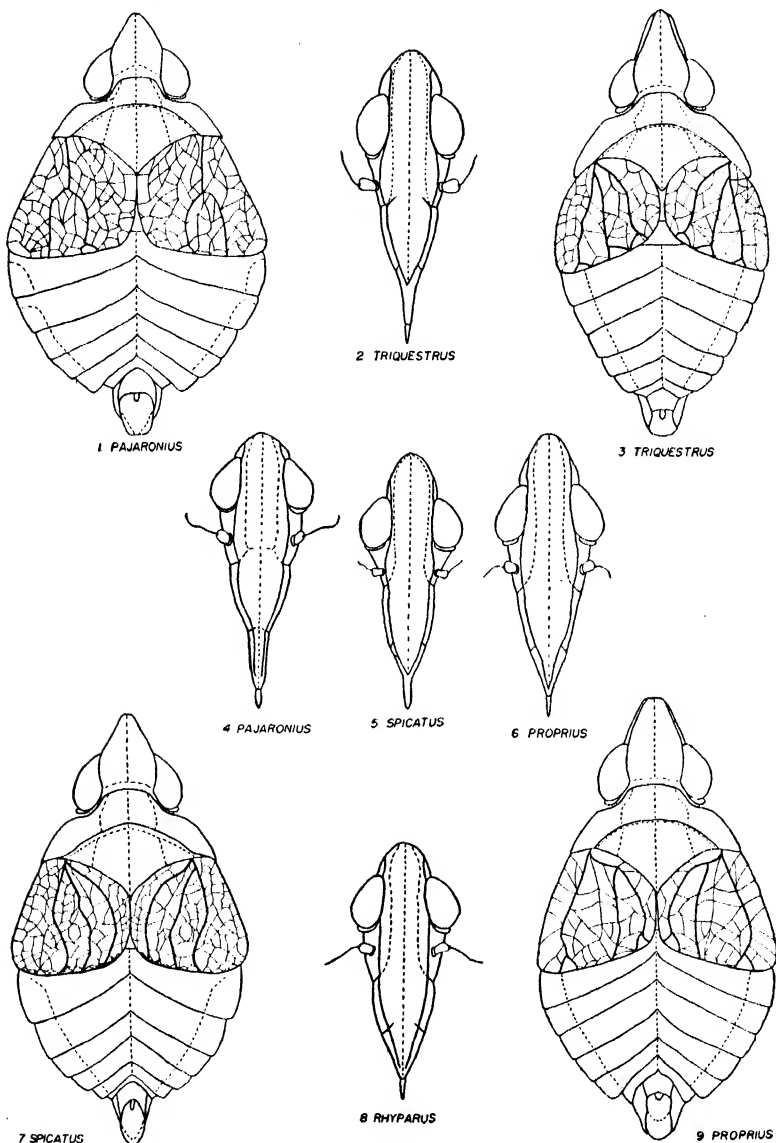 2 TRIQUESTRUS
1 PAJARONIUS
3 TRIQUESTRUS
4 PAJARONIUS
5 SPICATUS
6 PROPRIUS
8 RHYPARUS
7 SPICATUS
9 PROPRIUS